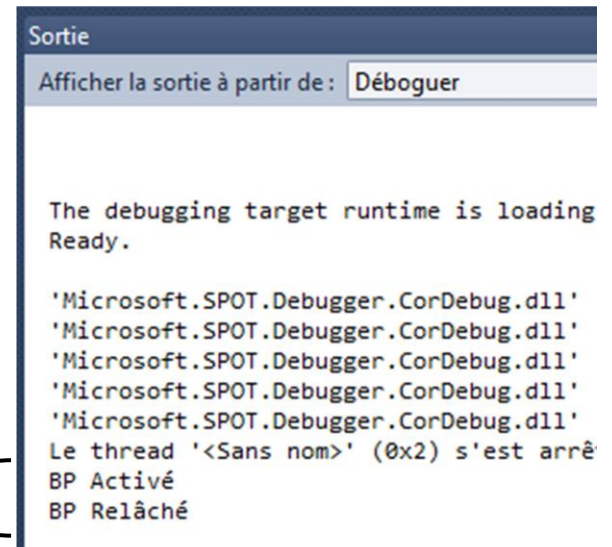 Sortie
Afficher la sortie à partir de : Déboguer
The debugging target runtime is loading
Ready.
'Microsoft.SPOT.Debugger.CorDebug.dll'
'Microsoft.SPOT.Debugger.CorDebug.dll'
'Microsoft.SPOT.Debugger.CorDebug.dll'
'Microsoft.SPOT.Debugger.CorDebug.dll'
'Microsoft.SPOT.Debugger.CorDebug.dll'
Le thread '<Sans nom>' (0x2) s'est arrê
BP Activé
BP Relâché